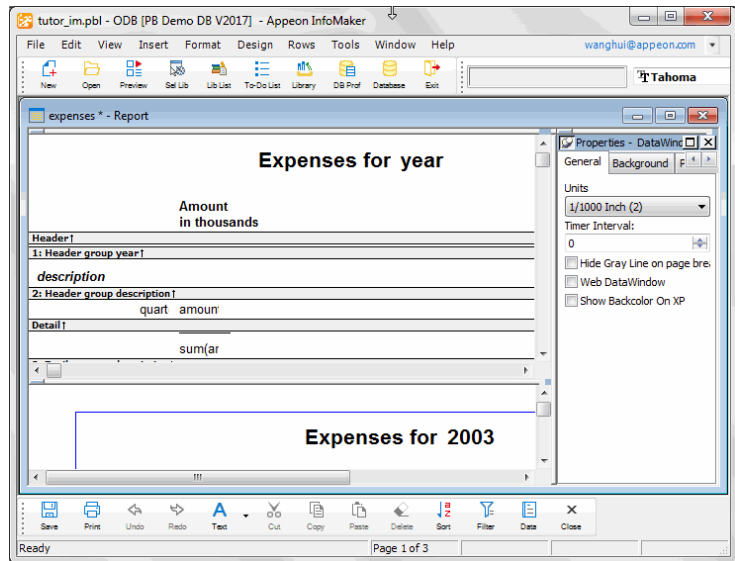 tutor_im.pbl - ODB [PB Demo DB V2017] - Appeon InfoMaker
File Edit View Insert Format Design Rows Tools Window Help wanghui@appeon.com
New Open Preview Sel Lib Lib List To-Do List Library DB Prof Database Exit Tahoma
expenses * - Report
Expenses for year
Amount
in thousands
Header↑
1: Header group year↑
description
2: Header group description↑
quart amount
Detail↑
sum(ar
Properties - DataWind
General Background F
Units
1/1000 Inch (2)
Timer Interval:
0
Hide Gray Line on page brea
Web DataWindow
Show Backcolor On XP
Expenses for 2003
Save Print Undo Redo Text Cut Copy Paste Delete Sort Filter Data Close
Ready Page 1 of 3